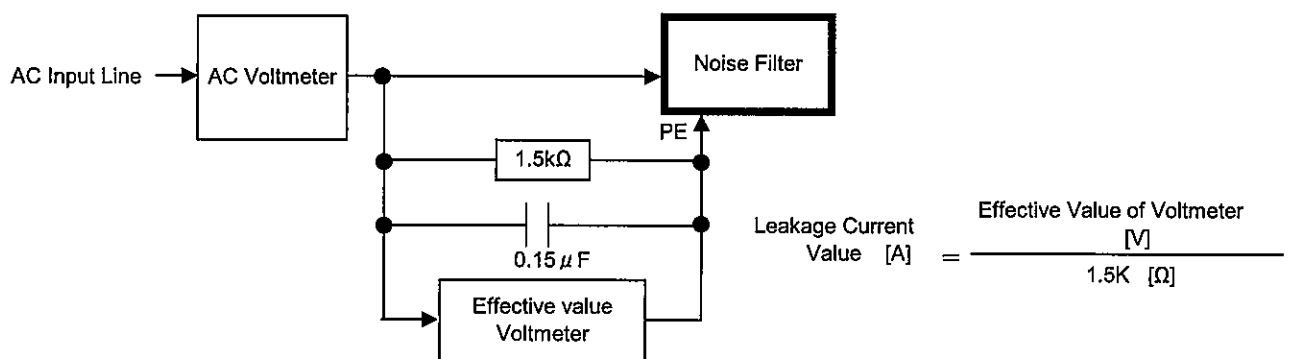 AC Input Line
AC Voltmeter
Noise Filter
PE
1.5kΩ
0.15 μ F
Effective value
Voltmeter
Leakage Current
Value [A]
=
Effective Value of Voltmeter
[V]
1.5K [Ω]